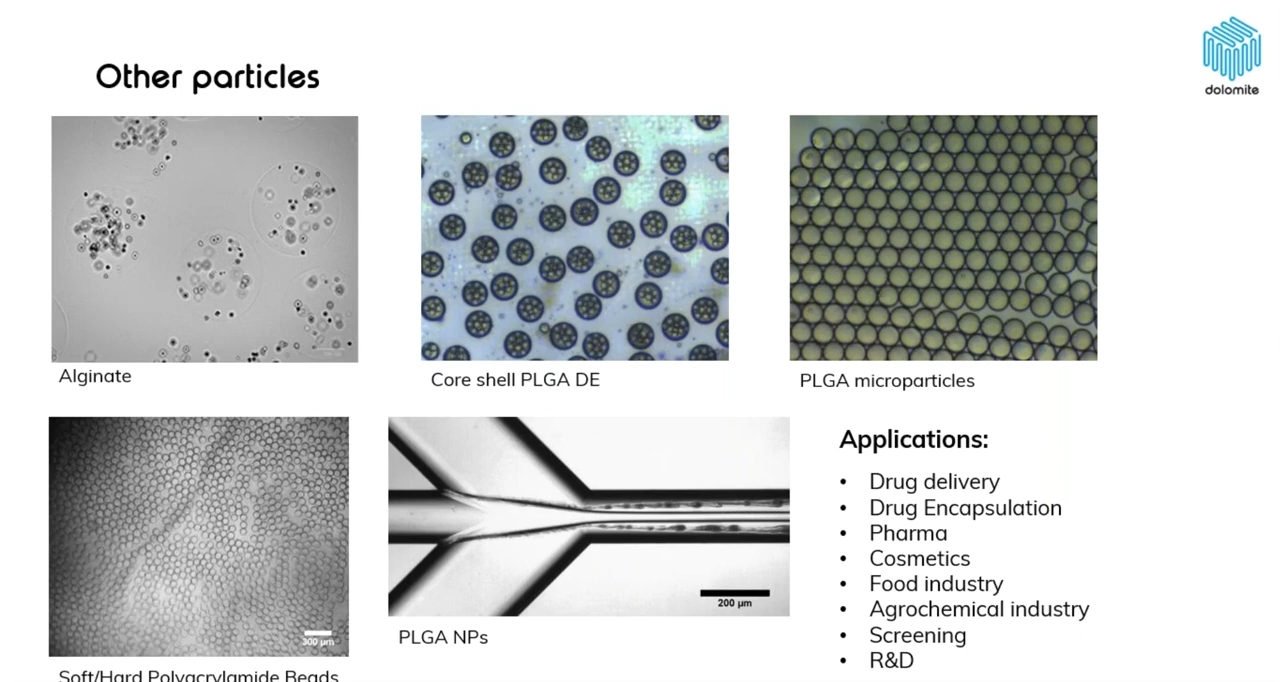 dolomite
Other particles
Alginate
Core shell PLGA DE
PLGA microparticles
300 µm
Soft/Hard Polyacrylamide Beads
200 µm
PLGA NPs
Applications:
• Drug delivery
• Drug Encapsulation
• Pharma
• Cosmetics
• Food industry
• Agrochemical industry
• Screening
• R&D